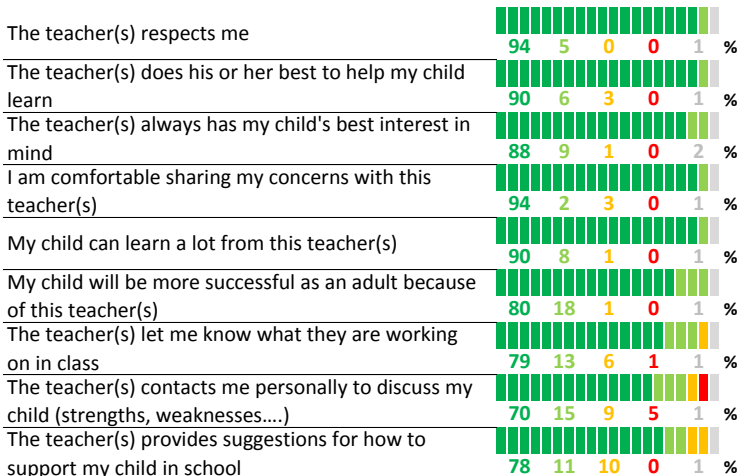 The teacher(s) respects me
94 5 0 0 1 %
The teacher(s) does his or her best to help my child
learn
90 6 3 0 1 %
The teacher(s) always has my child's best interest in
mind
88 9 1 0 2 %
I am comfortable sharing my concerns with this
teacher(s)
94 2 3 0 1 %
My child can learn a lot from this teacher(s)
90 8 1 0 1 %
My child will be more successful as an adult because
of this teacher(s)
80 18 1 0 1 %
The teacher(s) let me know what they are working
on in class
79 13 6 1 1 %
The teacher(s) contacts me personally to discuss my
child (strengths, weaknesses....)
70 15 9 5 1 %
The teacher(s) provides suggestions for how to
support my child in school
78 11 10 0 1 %